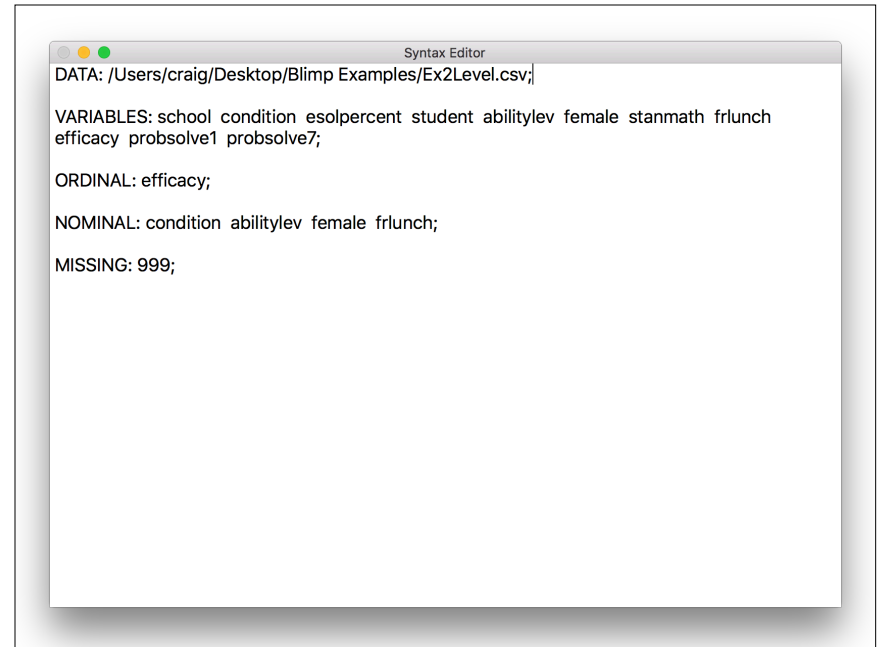 Syntax Editor
DATA: /Users/craig/Desktop/Blimp Examples/Ex2Level.csv;
VARIABLES: school condition esolpercent student abilitylev female stanmath frlunch
efficacy probsolve1 probsolve7;
ORDINAL: efficacy;
NOMINAL: condition abilitylev female frlunch;
MISSING: 999;